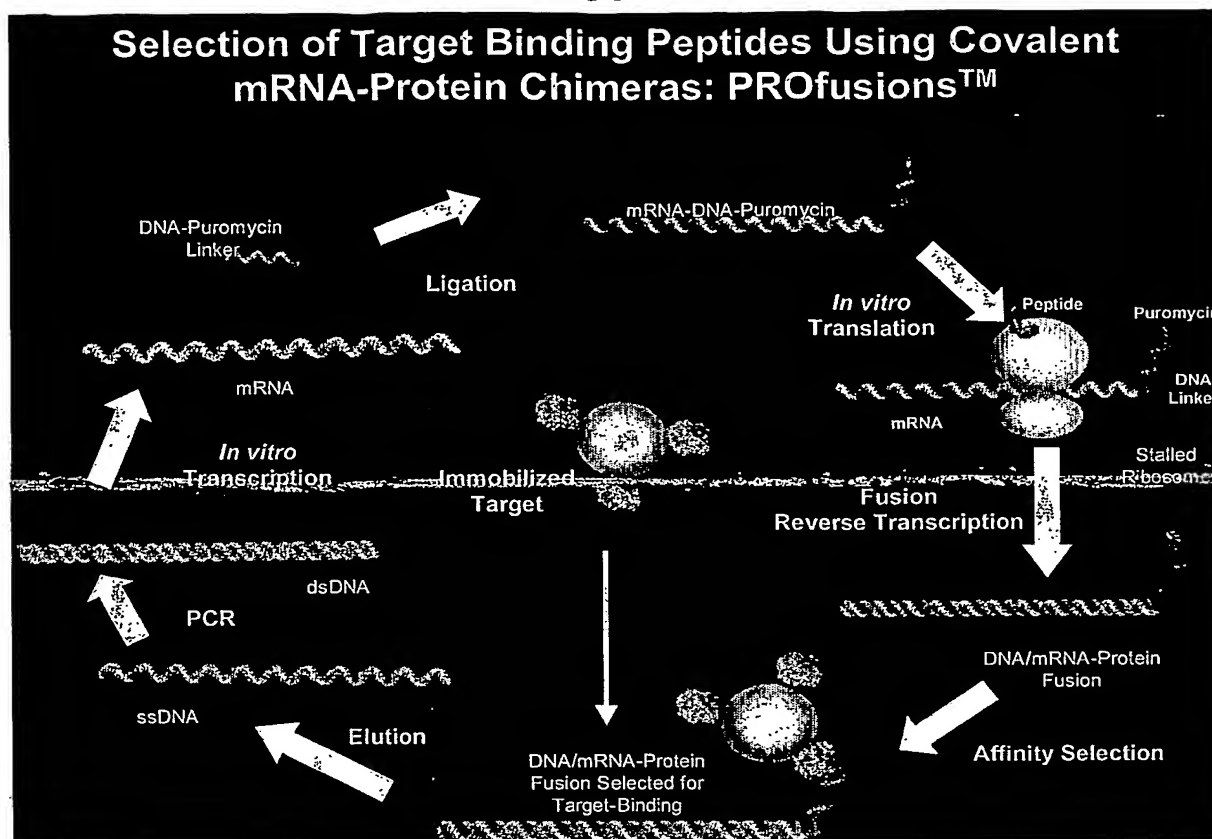 Selection of Target Binding Peptides Using Covalent
mRNA-Protein Chimeras: PROfusions™
DNA-Puromycin
Linker
mRNA-DNA-Puromycin
Ligation
In vitro
Translation
Peptide
Puromycin
DNA
Linker
mRNA
mRNA
In vitro
Transcription
Immobilized
Target
Stalled
Ribosome
Fusion
Reverse Transcription
dsDNA
PCR
DNA/mRNA-Protein
Fusion
ssDNA
Elution
DNA/mRNA-Protein
Fusion Selected for
Target-Binding
Affinity Selection